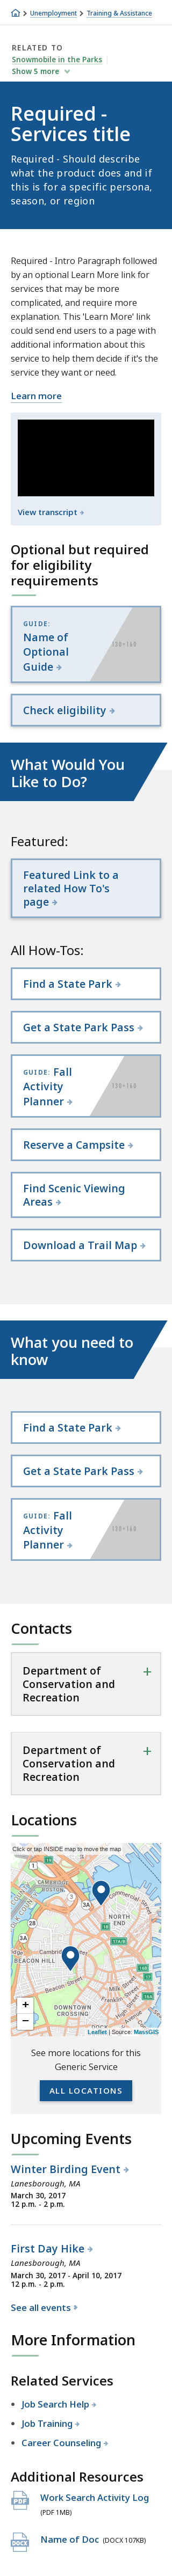 Unemployment > Training & Assistance
RELATED TO
Snowmobile in the Parks
Show 5 more
Required -
Services title
Required - Should describe
what the product does and if
this is for a specific persona,
season, or region
Required - Intro Paragraph followed
by an optional Learn More link for
services that may be more
complicated, and require more
explanation. This 'Learn More' link
could send end users to a page with
additional information about this
service to help them decide if it's the
service they want or need.
Learn more
View transcript
Optional but required
for eligibility
requirements
GUIDE:
Name of
Optional
Guide
138×168
Check eligibility
What Would You
Like to Do?
Featured:
Featured Link to a
related How To's
page
All How-Tos:
Find a State Park
Get a State Park Pass
GUIDE: Fall
Activity
Planner
138×168
Reserve a Campsite
Find Scenic Viewing
Areas
Download a Trail Map
What you need to
know
Find a State Park
Get a State Park Pass
GUIDE: Fall
Activity
Planner
138×168
Contacts
Department of
Conservation and
Recreation
+
Department of
Conservation and
Recreation
+
Locations
Click or tap INSIDE map to move the map
Commercial Street
NORTH
END
BEACON HILL
Beacon Street
DOWNTOWN
CROSSING
+
−
Leaflet | Source: MassGIS
See more locations for this
Generic Service
ALL LOCATIONS
Upcoming Events
Winter Birding Event
Lanesborough, MA
March 30, 2017
12 p.m. - 2 p.m.
First Day Hike
Lanesborough, MA
March 30, 2017 - April 10, 2017
12 p.m. - 2 p.m.
See all events
More Information
Related Services
Job Search Help
Job Training
Career Counseling
Additional Resources
PDF
Work Search Activity Log
(PDF 1MB)
DOCX
Name of Doc (DOCX 107KB)